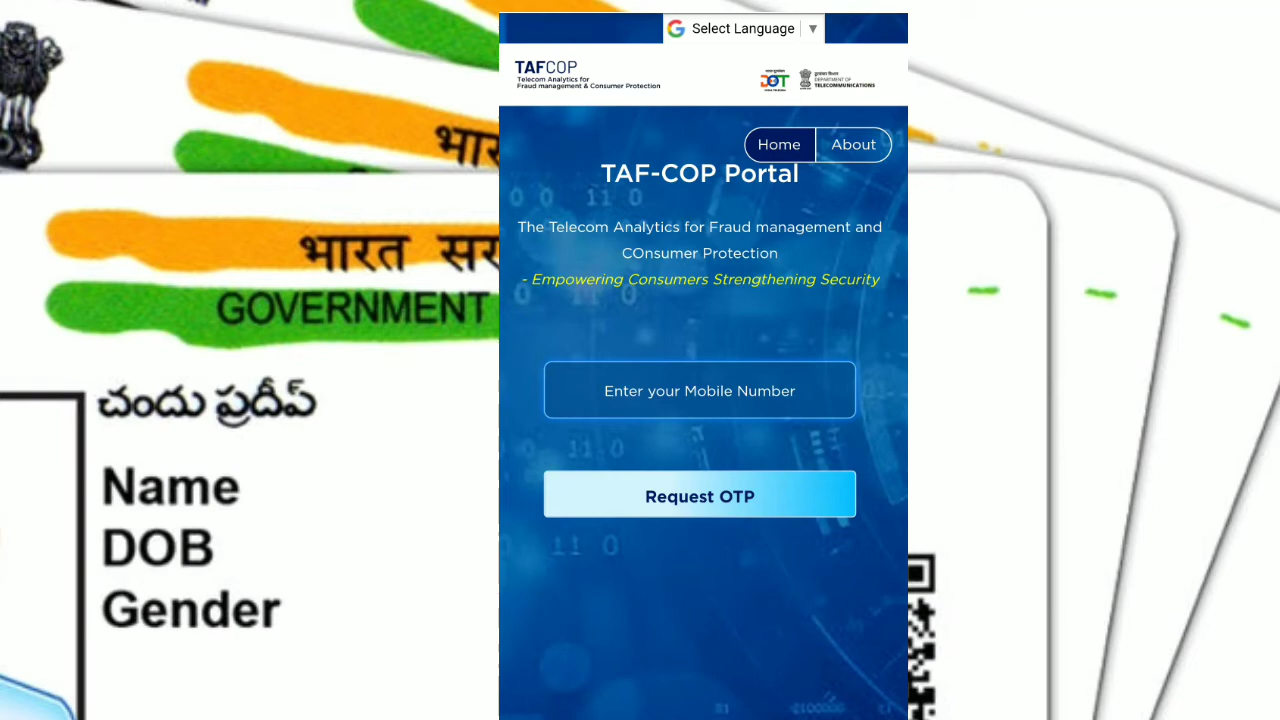 Select Language
TAFCOP
Telecom Analytics for
Fraud management & Consumer Protection
DOT
दूरसंचार विभाग
DEPARTMENT OF
TELECOMMUNICATIONS
Home
About
TAF-COP Portal
The Telecom Analytics for Fraud management and
COnsumer Protection
- Empowering Consumers Strengthening Security
Enter your Mobile Number
Request OTP
भार
भारत सर
GOVERNMENT
చందు ప్రదీప్
Name
DOB
Gender